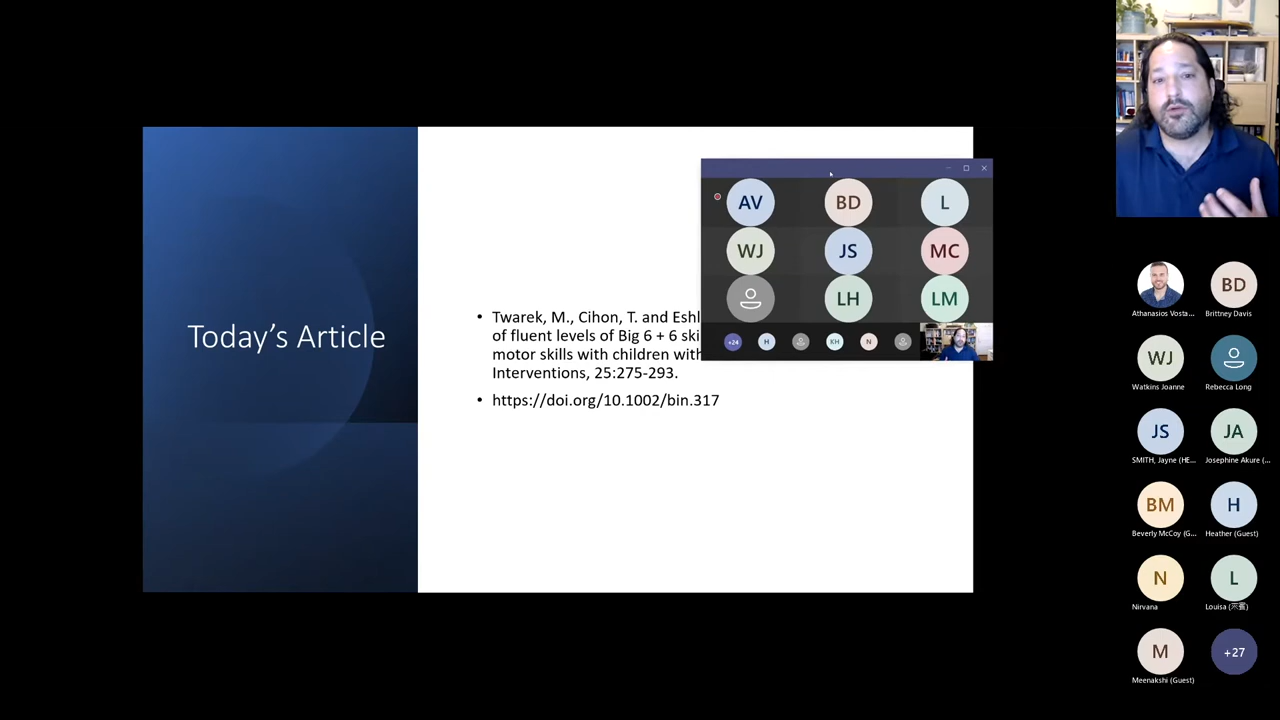 Today's Article
• Twarek, M., Cihon, T. and Eshl
of fluent levels of Big 6 + 6 ski
motor skills with children with
Interventions, 25:275-293.
• https://doi.org/10.1002/bin.317
AV
BD
L
WJ
JS
MC
LH
LM
+24
H
KH
N
Athanasios Vosta...
BD
Brittney Davis
WJ
Watkins Joanne
Rebecca Long
JS
SMITH, Jayne (HE...
JA
Josephine Akure (...
BM
Beverly McCoy (G...
H
Heather (Guest)
N
Nirvana
L
Louisa (来賓)
M
Meenakshi (Guest)
+27